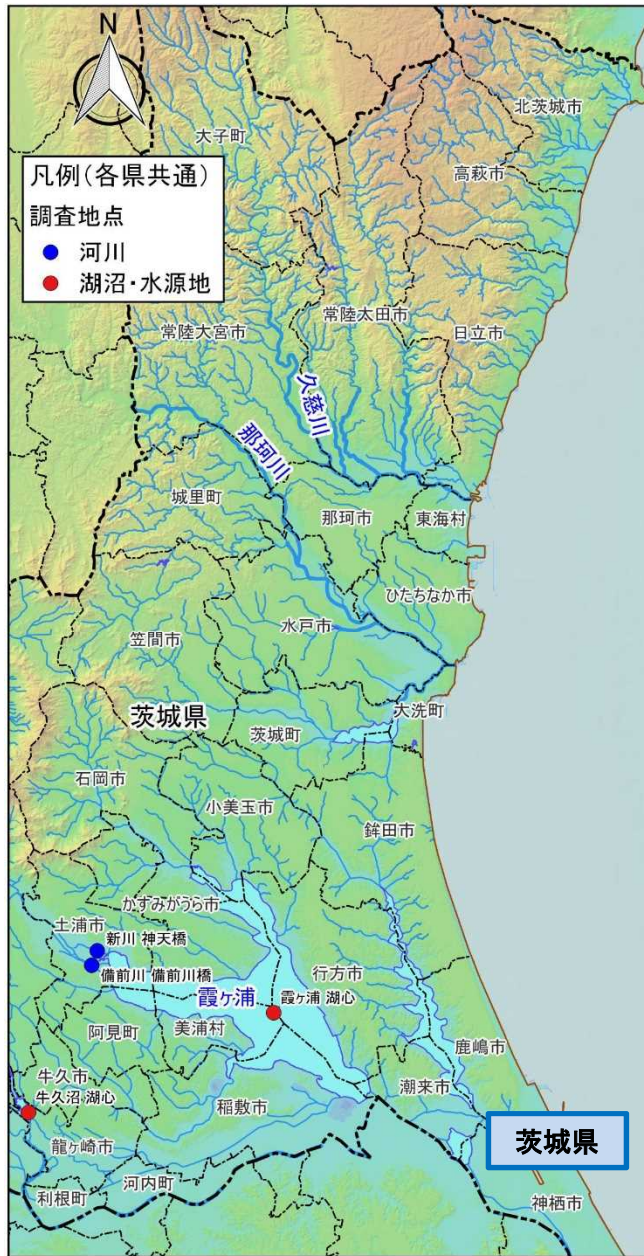 N
北茨城市
大子町
高萩市
凡例(各県共通)
調査地点
河川
湖沼・水源地
常陸大宮市
常陸太田市
日立市
久慈川
那珂川
城里町
那珂市
東海村
ひたちなか市
水戸市
笠間市
茨城県
大洗町
茨城町
石岡市
小美玉市
鉾田市
かすみがうら市
土浦市
新川 神天橋
備前川 備前川橋
行方市
霞ヶ浦
霞ヶ浦 湖心
阿見町
美浦村
鹿嶋市
牛久市
牛久沼 湖心
潮来市
稲敷市
茨城県
龍ヶ崎市
河内町
利根町
神栖市